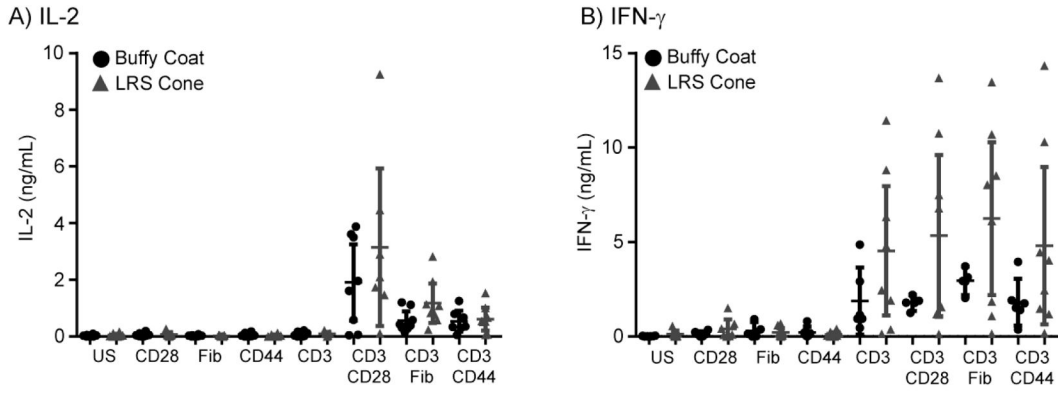 A) IL-2
Buffy Coat
LRS Cone
IL-2 (ng/mL)
10
8
6
4
2
0
US CD28 Fib CD44 CD3 CD3 CD3 CD3
CD28 Fib CD44
B) IFN-γ
Buffy Coat
LRS Cone
IFN-γ (ng/mL)
15
10
5
0
US CD28 Fib CD44 CD3 CD3 CD3 CD3
CD28 Fib CD44